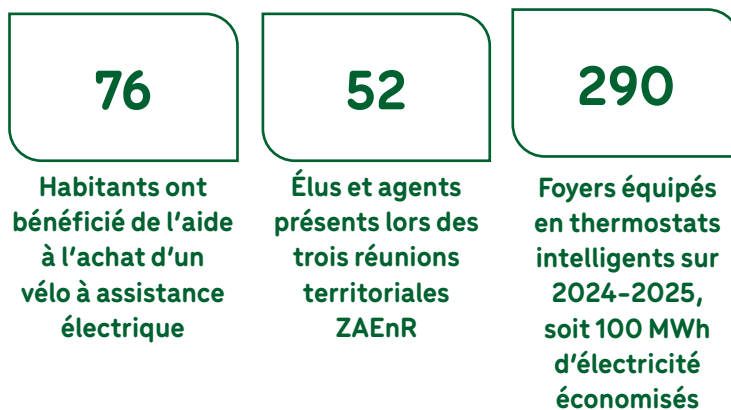 76
Habitants ont
bénéficié de l'aide
à l'achat d'un
vélo à assistance
électrique
52
Élus et agents
présents lors des
trois réunions
territoriales
ZAEnR
290
Foyers équipés
en thermostats
intelligents sur
2024-2025,
soit 100 MWh
d'électricité
économisés